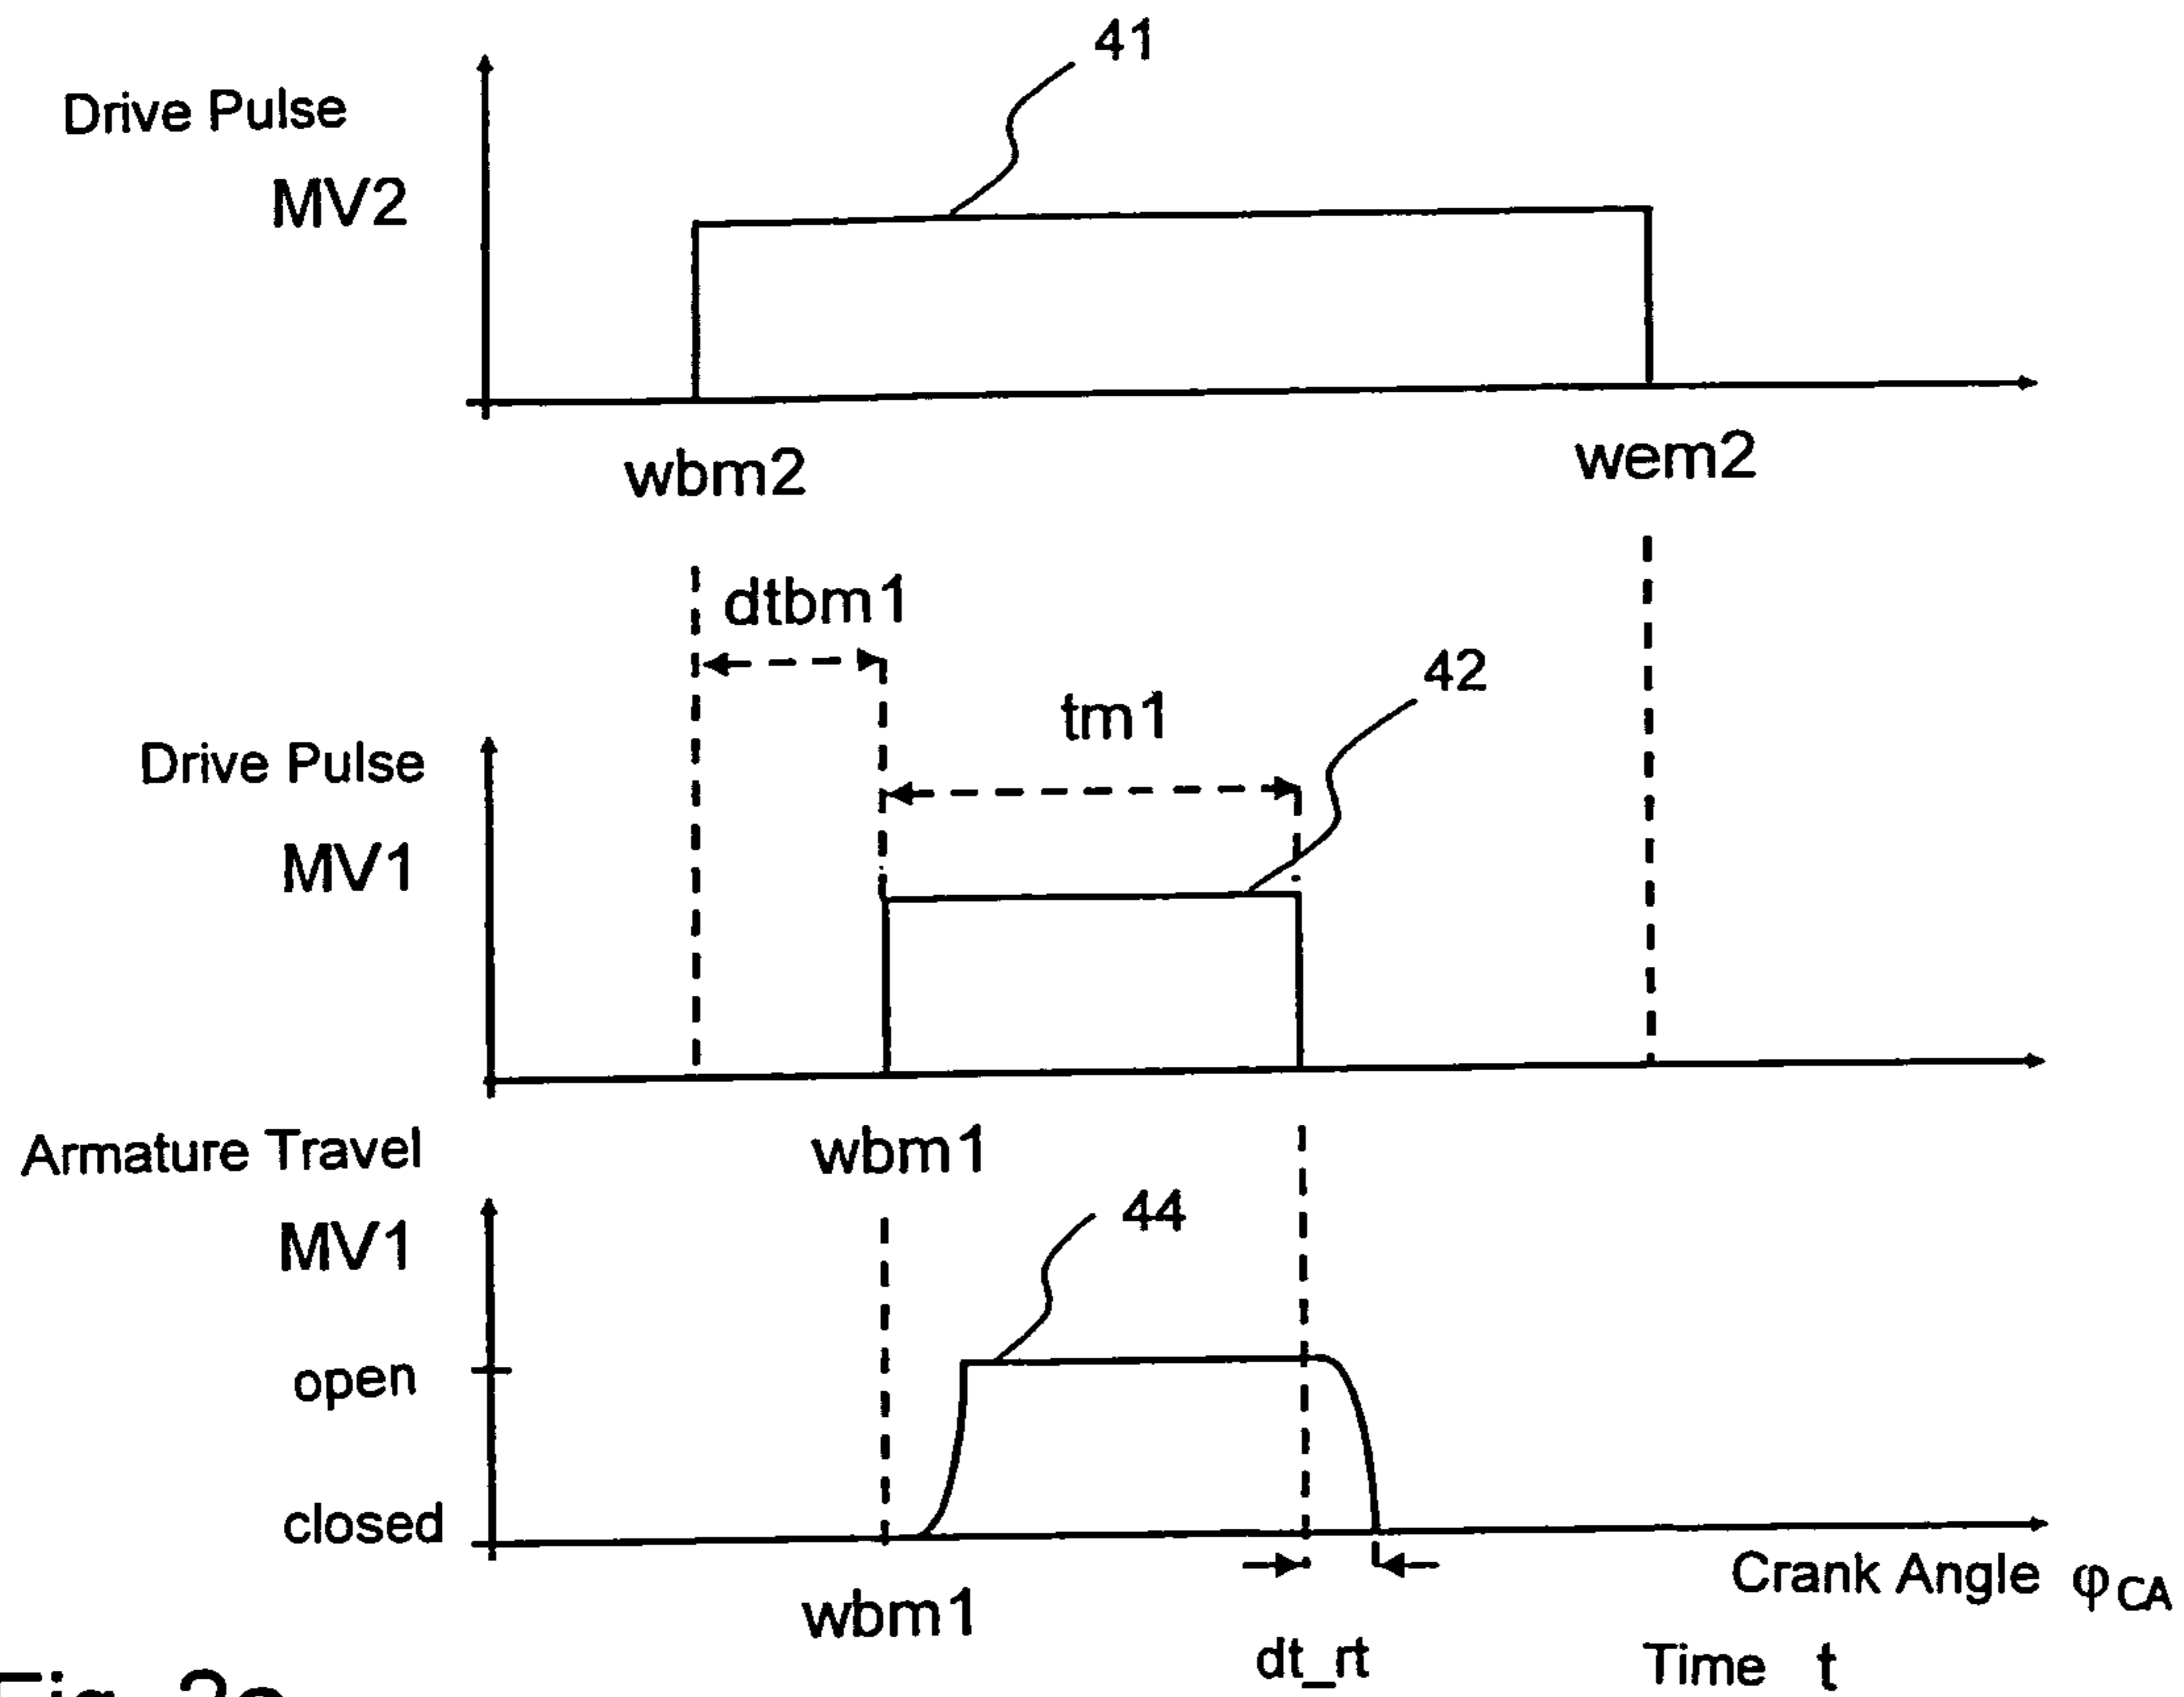 41
Drive Pulse
MV2
wbm2
wem2
dtbm1
42
tm1
Drive Pulse
MV1
Armature Travel
wbm1
44
MV1
open
closed
Crank Angle φCA
wbm1
dt_rt
Time t